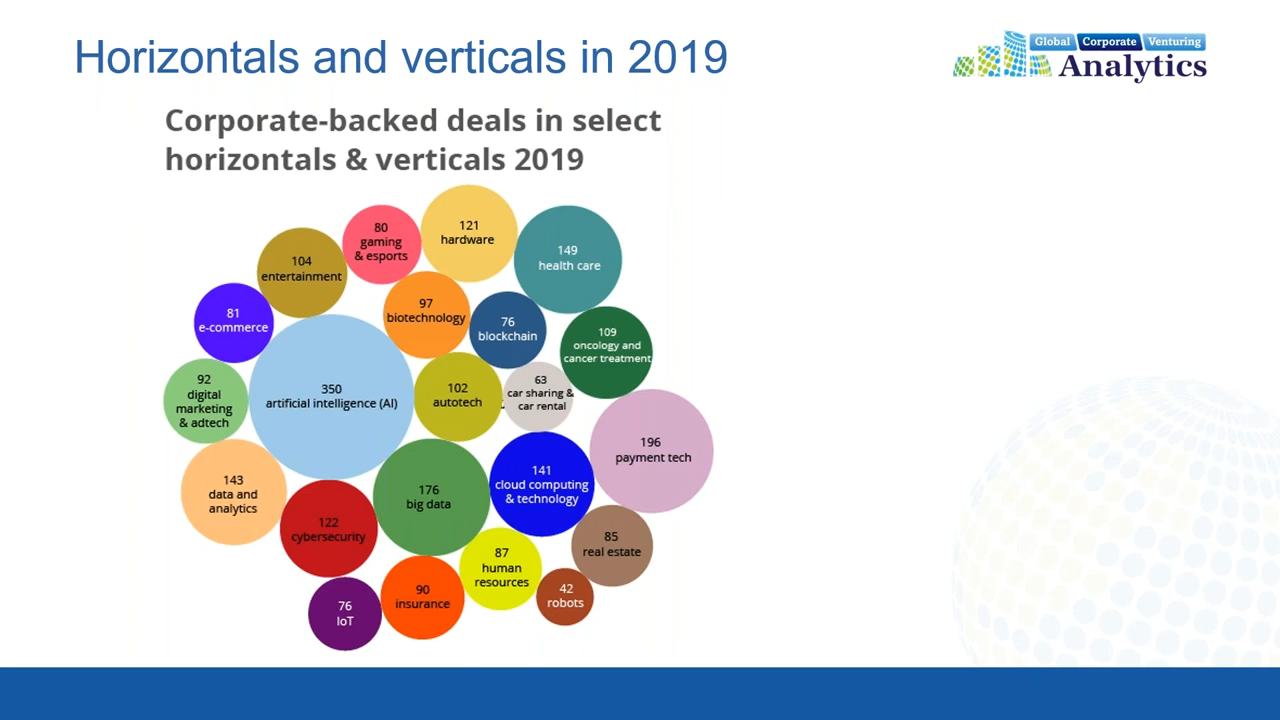 Horizontals and verticals in 2019
Global Corporate Venturing
Analytics
Corporate-backed deals in select
horizontals & verticals 2019
80
gaming
& esports
121
hardware
149
health care
104
entertainment
81
e-commerce
97
biotechnology
76
blockchain
109
oncology and
cancer treatment
92
digital
marketing
& adtech
350
artificial intelligence (AI)
102
autotech
63
car sharing &
car rental
196
payment tech
143
data and
analytics
176
big data
141
cloud computing
& technology
122
cybersecurity
87
human
resources
85
real estate
76
IoT
90
insurance
42
robots